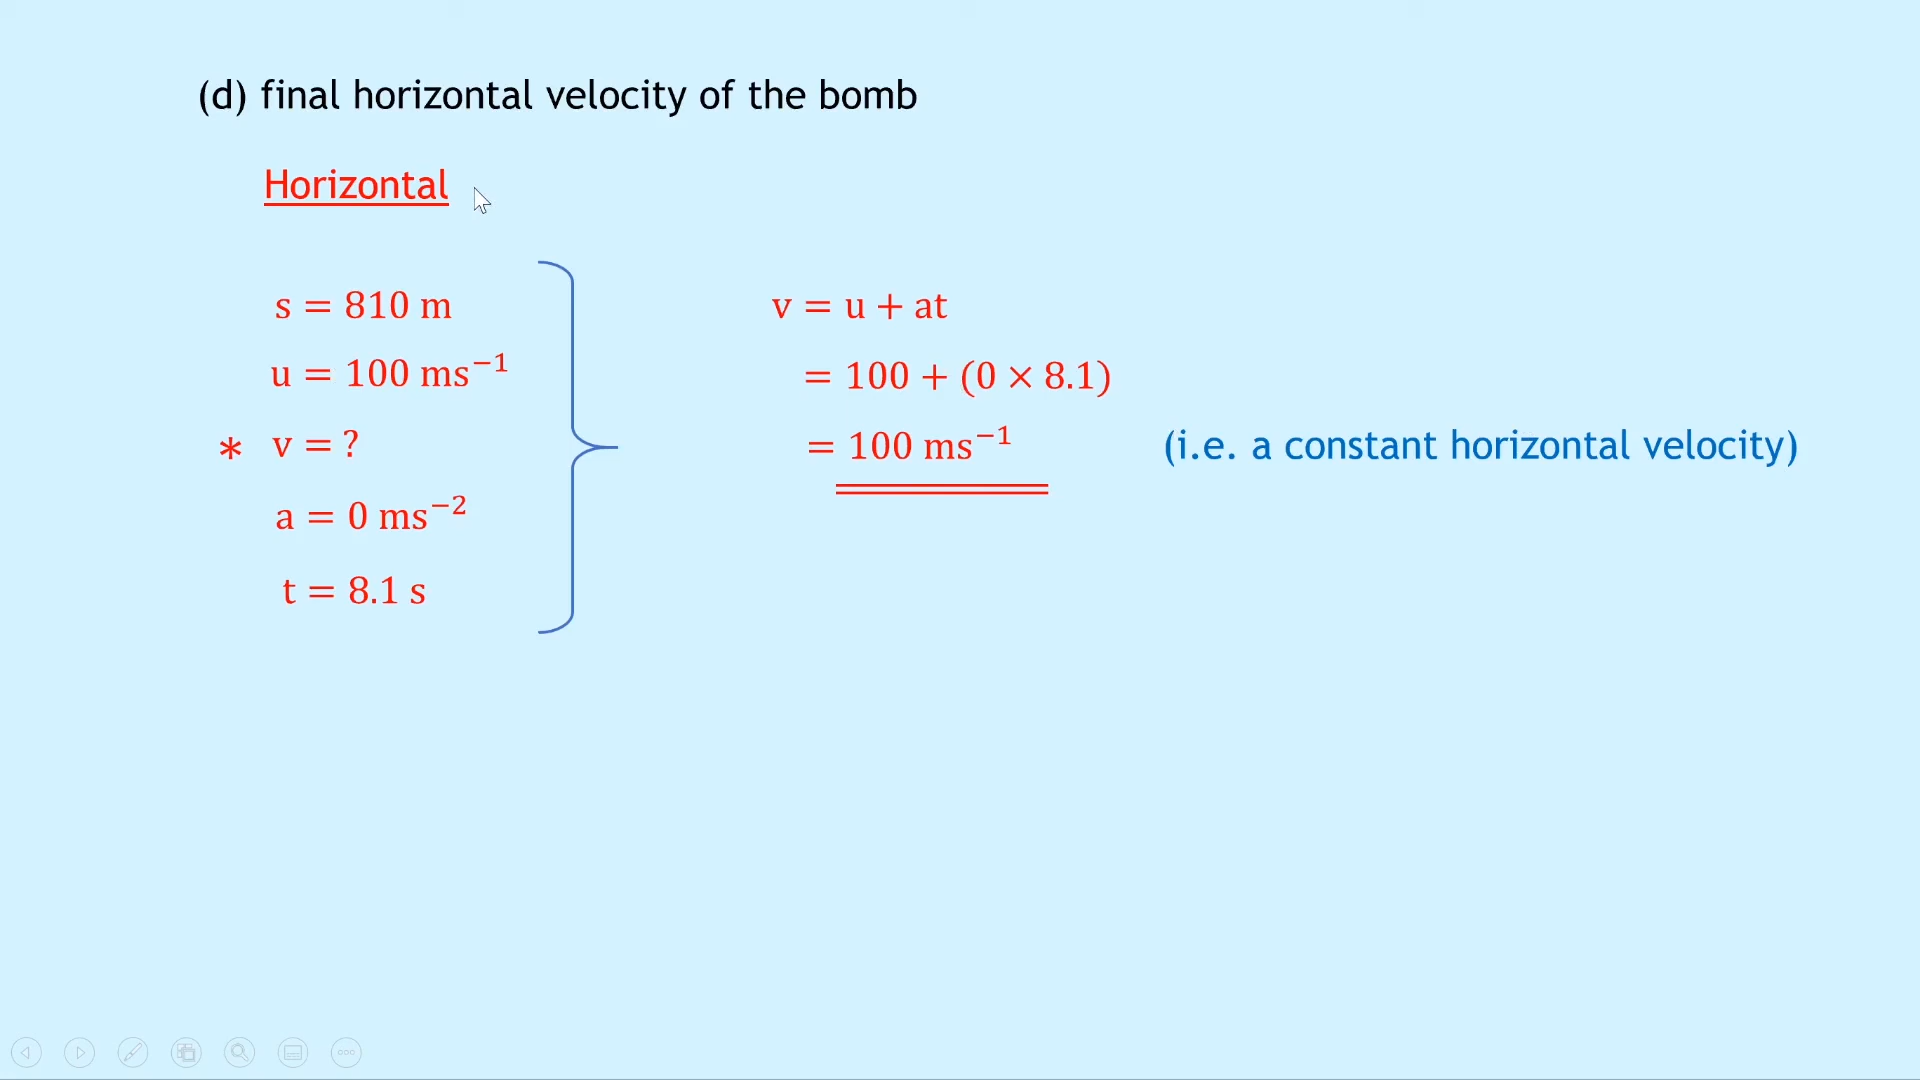 (d) final horizontal velocity of the bomb
Horizontal
s = 810 m
u = 100 ms⁻¹
* v = ?
a = 0 ms⁻²
t = 8.1 s
v = u + at
= 100 + (0 × 8.1)
= 100 ms⁻¹ (i.e. a constant horizontal velocity)